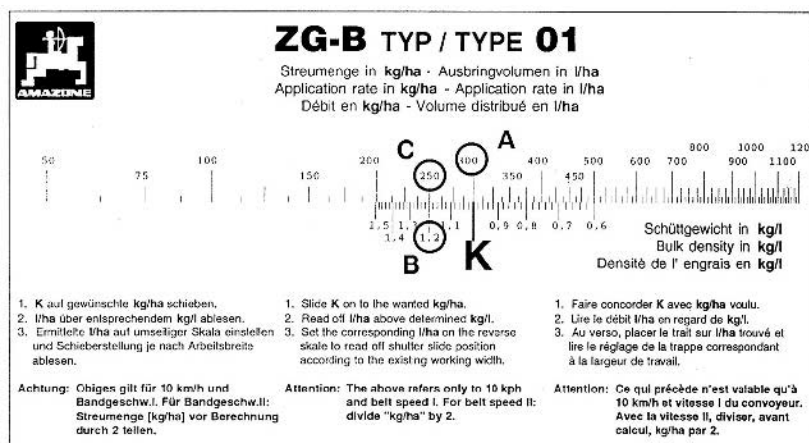 AMAZONE
ZG-B TYP / TYPE 01
Streumenge in kg/ha - Ausbringvolumen in l/ha
Application rate in kg/ha - Application rate in l/ha
Débit en kg/ha - Volume distribué en l/ha
C A
50 75 100 150 200 250 300 350 400 450 500 600 700 800 900 1000 1100 1200
1,5 1,4 1,3 1,2 1,1 K 0,9 0,8 0,7 0,6
B
Schüttgewicht in kg/l
Bulk density in kg/l
Densitè de l' engrais en kg/l
1. K auf gewünschte kg/ha schieben.
2. l/ha über entsprechendem kg/l ablesen.
3. Ermittelte l/ha auf umseitiger Skala einstellen
und Schieberstellung je nach Arbeitsbreite
ablesen.
Achtung: Obiges gilt für 10 km/h und
Bandgeschw.I. Für Bandgeschw.II:
Streumenge [kg/ha] vor Berechnung
durch 2 teilen.
1. Slide K on to the wanted kg/ha.
2. Read off l/ha above determined kg/l.
3. Set the corresponding l/ha on the reverse
skale to read off shutter slide position
according to the existing working width.
Attention: The above refers only to 10 kph
and belt speed I. For belt speed II:
divide "kg/ha" by 2.
1. Faire concorder K avec kg/ha voulu.
2. Lire le débit l/ha en regard de kg/l.
3. Au verso, placer le trait sur l/ha trouvé et
lire le réglage de la trappe correspondant
à la largeur de travail.
Attention: Ce qui précède n'est valable qu'à
10 km/h et vitesse I du convoyeur.
Avec la vitesse II, diviser, avant
calcul, kg/ha par 2.